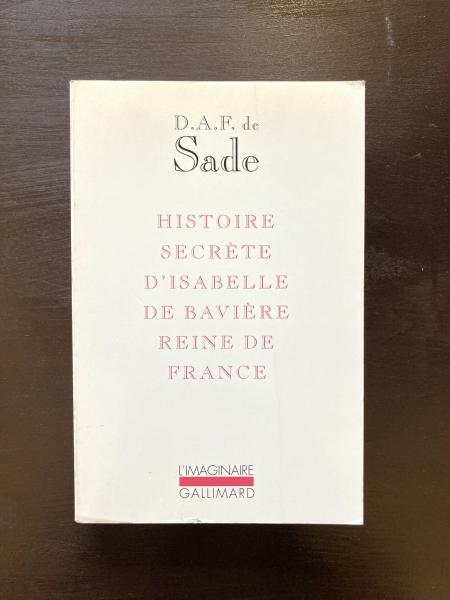 D.A.F. de
Sade
HISTOIRE
SECRÈTE
D'ISABELLE
DE BAVIÈRE
REINE DE
FRANCE
L'IMAGINAIRE
GALLIMARD